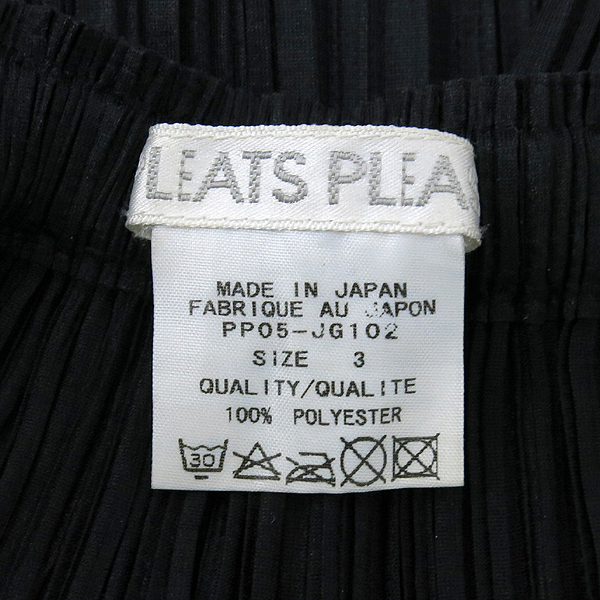 LEATS PLEA
MADE IN JAPAN
FABRIQUE AU JAPON
PP05-JG102
SIZE 3
QUALITY/QUALITE
100% POLYESTER
30